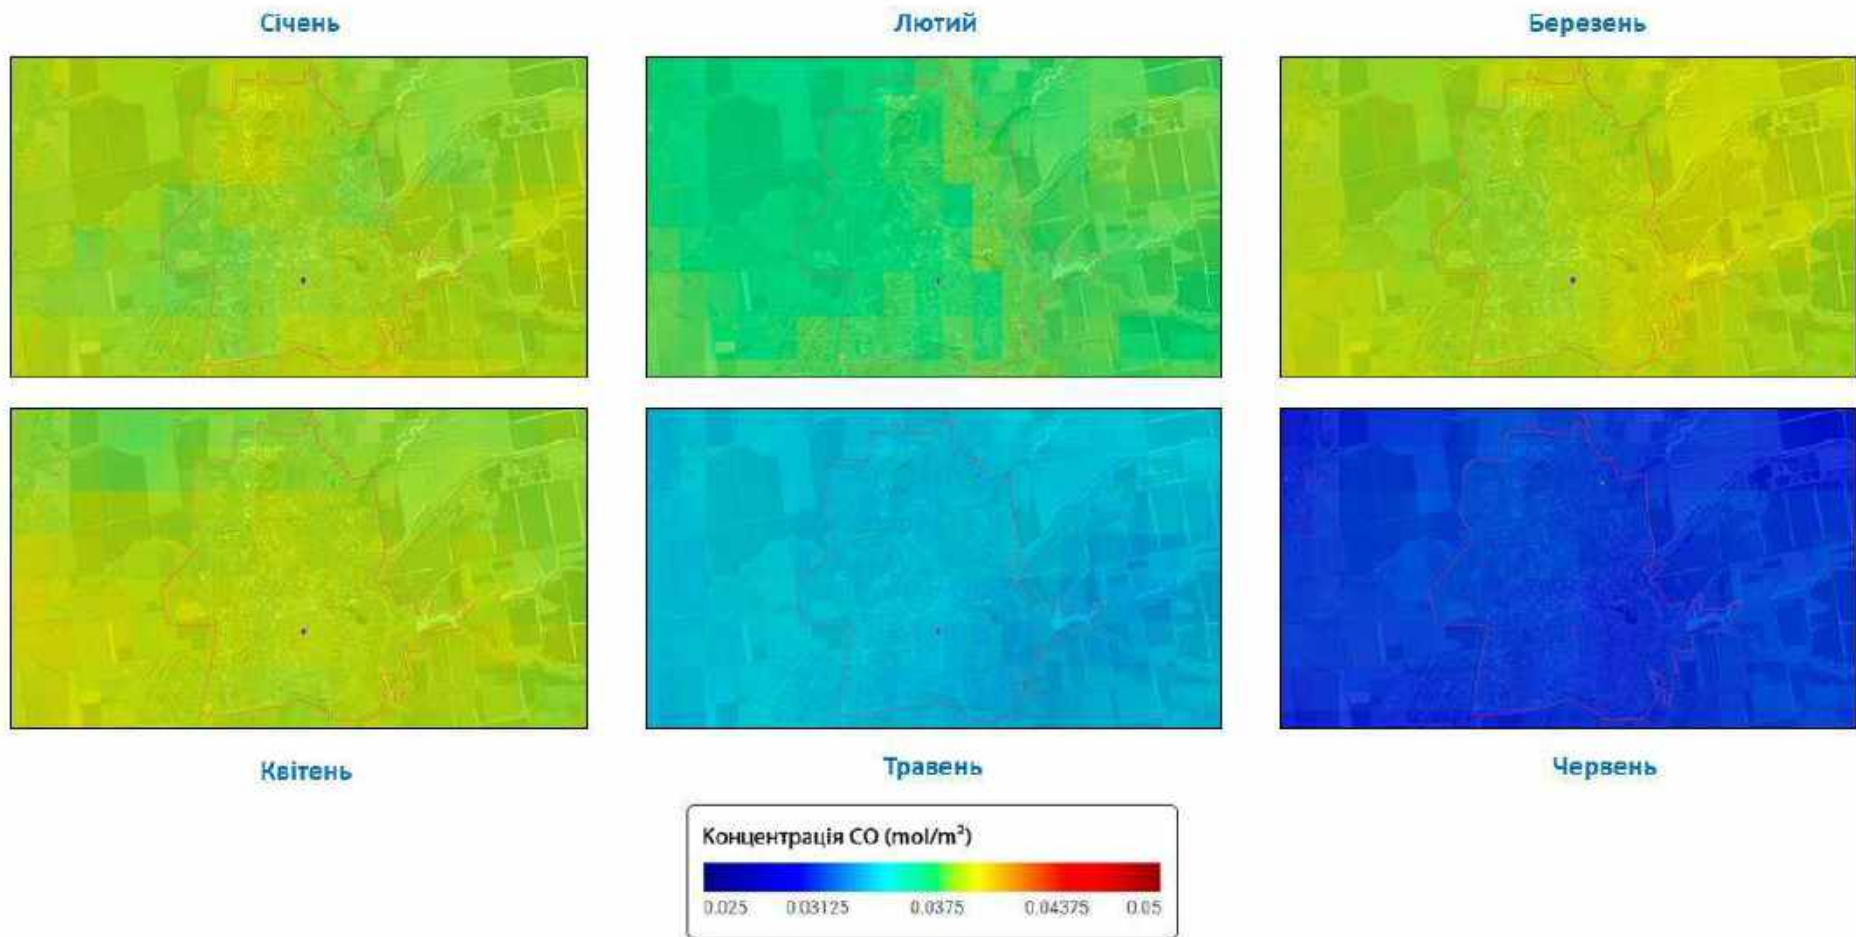 Січень
Лютий
Березень
Квітень
Травень
Червень
Концентрація CO (mol/m²)
0.025 0.03125 0.0375 0.04375 0.05